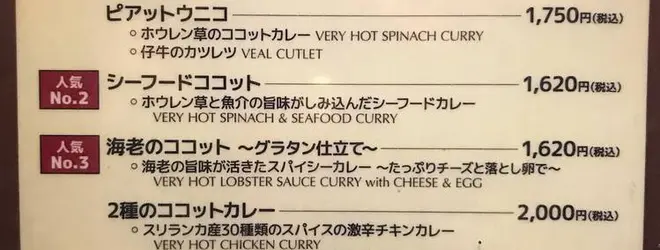 ピアットウニコ 1,750円(税込)
○ ホウレン草のココットカレー VERY HOT SPINACH CURRY
○ 仔牛のカツレツ VEAL CUTLET
人気 No.2 シーフードココット 1,620円(税込)
○ ホウレン草と魚介の旨味がしみ込んだシーフードカレー
VERY HOT SPINACH & SEAFOOD CURRY
人気 No.3 海老のココット ～グラタン仕立て～ 1,620円(税込)
○ 海老の旨味が活きたスパイシーカレー ～たっぷりチーズと落とし卵で～
VERY HOT LOBSTER SAUCE CURRY with CHEESE & EGG
2種のココットカレー 2,000円(税込)
○ スリランカ産30種類のスパイスの激辛チキンカレー
VERY HOT CHICKEN CURRY